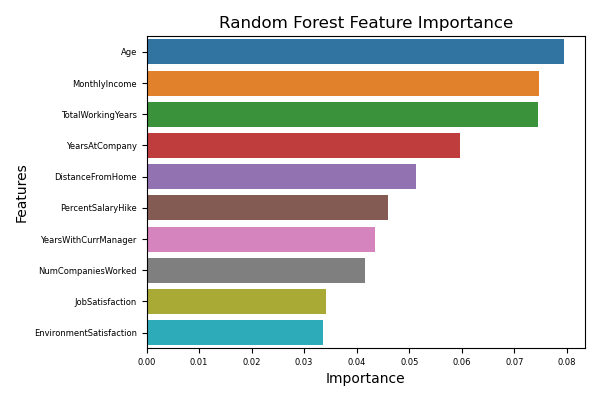 Random Forest Feature Importance
Features
Age
MonthlyIncome
TotalWorkingYears
YearsAtCompany
DistanceFromHome
PercentSalaryHike
YearsWithCurrManager
NumCompaniesWorked
JobSatisfaction
EnvironmentSatisfaction
0.00 0.01 0.02 0.03 0.04 0.05 0.06 0.07 0.08
Importance